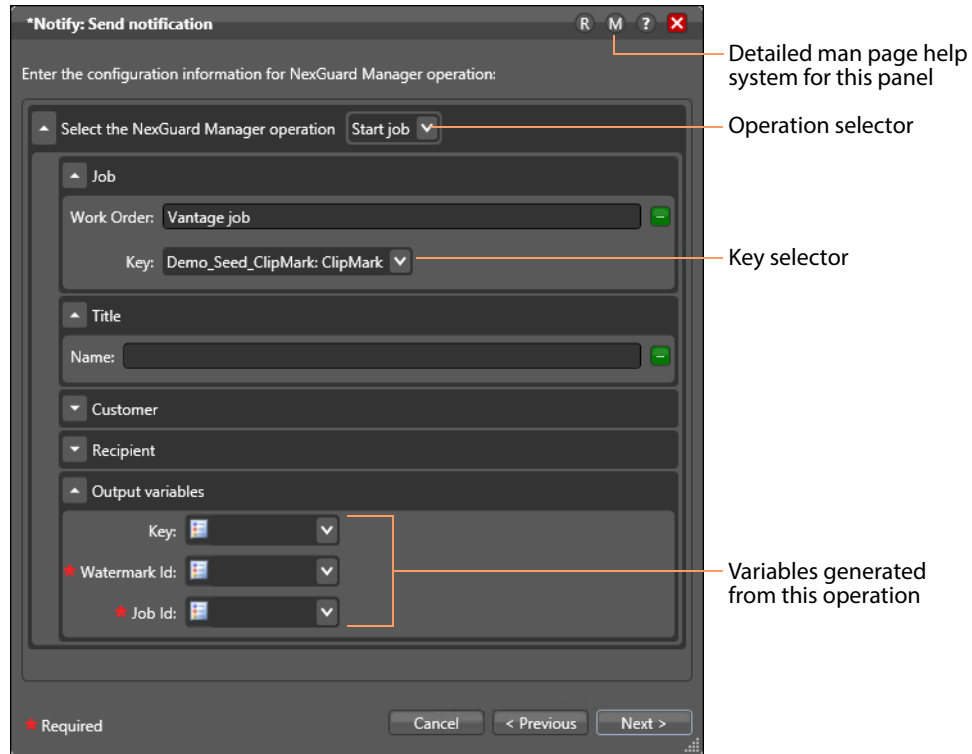 *Notify: Send notification
R M ?
Detailed man page help
system for this panel
Enter the configuration information for NexGuard Manager operation:
Select the NexGuard Manager operation Start job
Operation selector
Job
Work Order: Vantage job
Key: Demo_Seed_ClipMark: ClipMark
Key selector
Title
Name:
Customer
Recipient
Output variables
Key:
* Watermark Id:
Variables generated
from this operation
* Job Id:
* Required
Cancel
< Previous
Next >